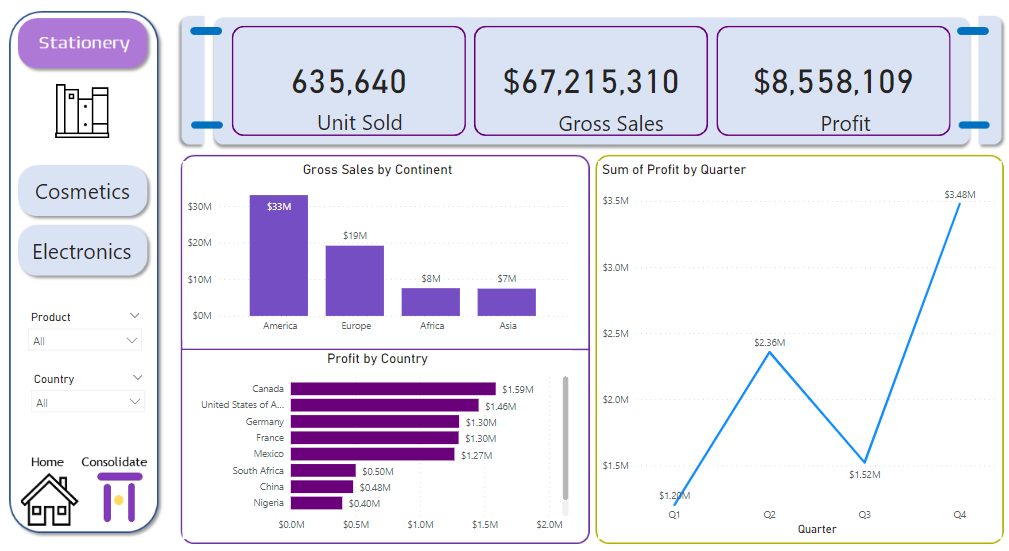 Stationery
Cosmetics
Electronics
Product
All
Country
All
Home Consolidate
635,640
Unit Sold
$67,215,310
Gross Sales
$8,558,109
Profit
Gross Sales by Continent
$30M
$20M
$10M
$0M
$33M
$19M
$8M
$7M
America Europe Africa Asia
Profit by Country
Canada $1.59M
United States of A... $1.46M
Germany $1.30M
France $1.30M
Mexico $1.27M
South Africa $0.50M
China $0.48M
Nigeria $0.40M
$0.0M $0.5M $1.0M $1.5M $2.0M
Sum of Profit by Quarter
$3.5M
$3.0M
$2.5M
$2.0M
$1.5M
$3.48M
$2.36M
$1.52M
$1.20M
Q1 Q2 Q3 Q4
Quarter